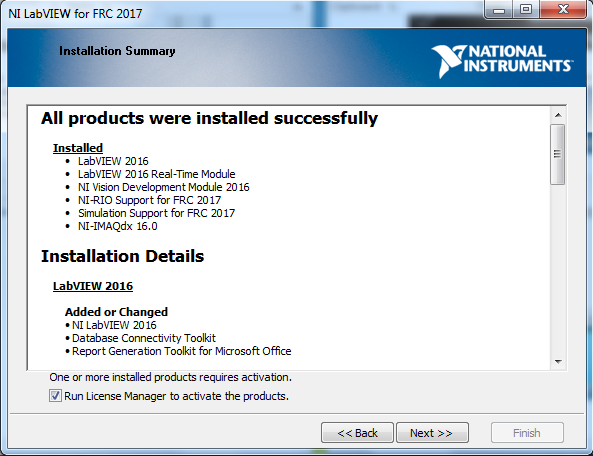 NI LabVIEW for FRC 2017
Installation Summary
NATIONAL
INSTRUMENTS™
All products were installed successfully
Installed
• LabVIEW 2016
• LabVIEW 2016 Real-Time Module
• NI Vision Development Module 2016
• NI-RIO Support for FRC 2017
• Simulation Support for FRC 2017
• NI-IMAQdx 16.0
Installation Details
LabVIEW 2016
Added or Changed
• NI LabVIEW 2016
• Database Connectivity Toolkit
• Report Generation Toolkit for Microsoft Office
One or more installed products requires activation.
Run License Manager to activate the products.
<< Back
Next >>
Finish